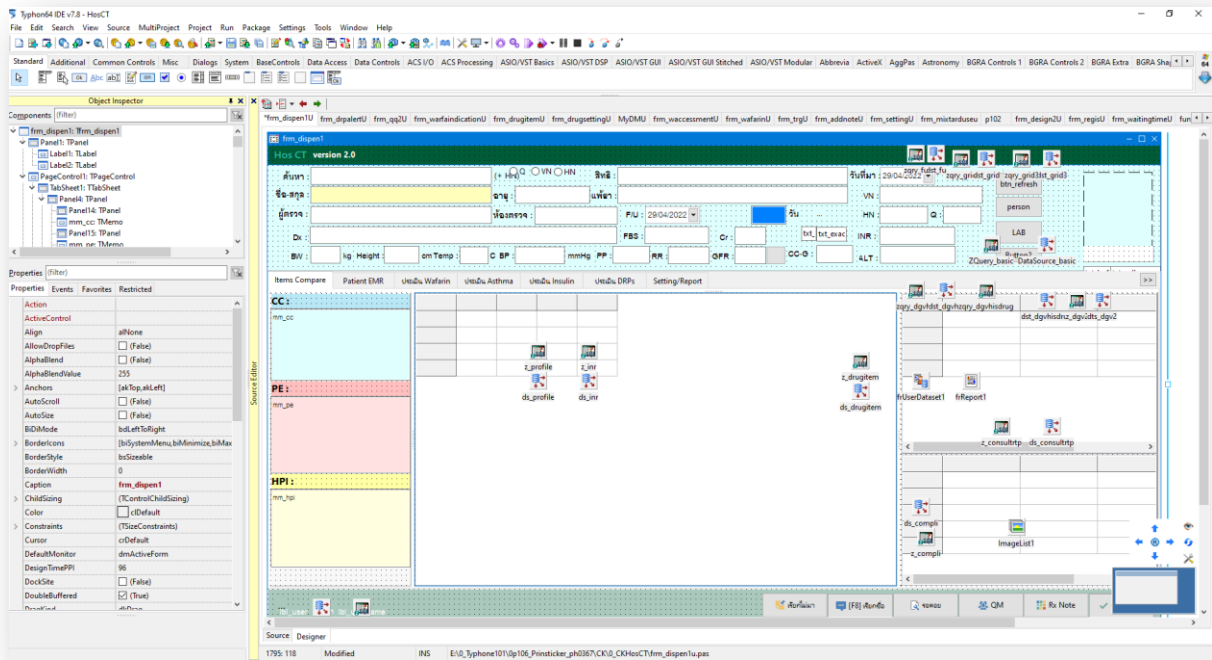 Typhon64 IDE v7.8 - HosCT
File Edit Search View Source MultiProject Project Run Package Settings Tools Window Help
Standard Additional Common Controls Misc Dialogs System BaseControls Data Access Data Controls ACS I/O ACS Processing ASIO/VST Basics ASIO/VST DSP ASIO/VST GUI ASIO/VST GUI Stitched ASIO/VST Modular Abbrevia ActiveX AggPas Astronomy BGRA Controls 1 BGRA Controls 2 BGRA Extra BGRA Sha
Object Inspector
Components (filter)
frm_dispen1: Tfrm_dispen1
Panel1: TPanel
Label1: TLabel
Label2: TLabel
PageControl1: TPageControl
TabSheet1: TTabSheet
Panel4: TPanel
Panel14: TPanel
mm_cc: TMemo
Panel15: TPanel
mm_pe: TMemo
Properties (filter)
Properties Events Favorites Restricted
Action
ActiveControl
Align alNone
AllowDropFiles (False)
AlphaBlend (False)
AlphaBlendValue 255
Anchors [akTop,akLeft]
AutoScroll (False)
AutoSize (False)
BiDiMode bdLeftToRight
BorderIcons [biSystemMenu,biMinimize,biMax
BorderStyle bsSizeable
BorderWidth 0
Caption frm_dispen1
ChildSizing (TControlChildSizing)
Color clDefault
Constraints (TSizeConstraints)
Cursor crDefault
DefaultMonitor dmActiveForm
DesignTimePPI 96
DockSite (False)
DoubleBuffered (True)
DragKind dkDrag
Source Editor
*frm_dispen1U frm_drpalertU frm_qq2U frm_warfaindicationU frm_drugitemU frm_drugsettingU MyDMU frm_waccessmentU frm_wafarinU frm_trgU frm_addnoteU frm_settingU frm_mixtarduseu p102 frm_design2U frm_regisU frm_waitingtimeU fun
frm_dispen1
Hos CT version 2.0
ค้นหา : (+ HN) Q VN HN สิทธิ : วันที่มา : 29/04/2022
btn_refresh
ชื่อ-สกุล : อายุ : แพ้ยา : VN :
person
ผู้ตรวจ : ห้องตรวจ : F/U : 29/04/2022 วัน ... HN : Q :
Dx : FBS : Cr : txt_ txt_exac INR :
LAB
BW : kg Height : cm Temp : C BP : mmHg PP : RR : GFR : CC-G : ALT :
ZQuery_basic DataSource_basic
Items Compare Patient EMR ประเมิน Wafarin ประเมิน Asthma ประเมิน Insulin ประเมิน DRPs Setting/Report >>
CC :
mm_cc
z_profile z_inr
z_drugitem
PE :
ds_profile ds_inr
frUserDataset1 frReport1
mm_pe
ds_drugitem
z_consultrtp ds_consultrtp
HPI :
mm_hpi
ds_compli
ImageList1
z_compli
[F8] เรียกชื่อ QM Rx Note
Source Designer
1795: 118 Modified INS E:\0_Typhone101\0p106_Prinsticker_ph0367\CK\0_CKHosCT\frm_dispen1u.pas